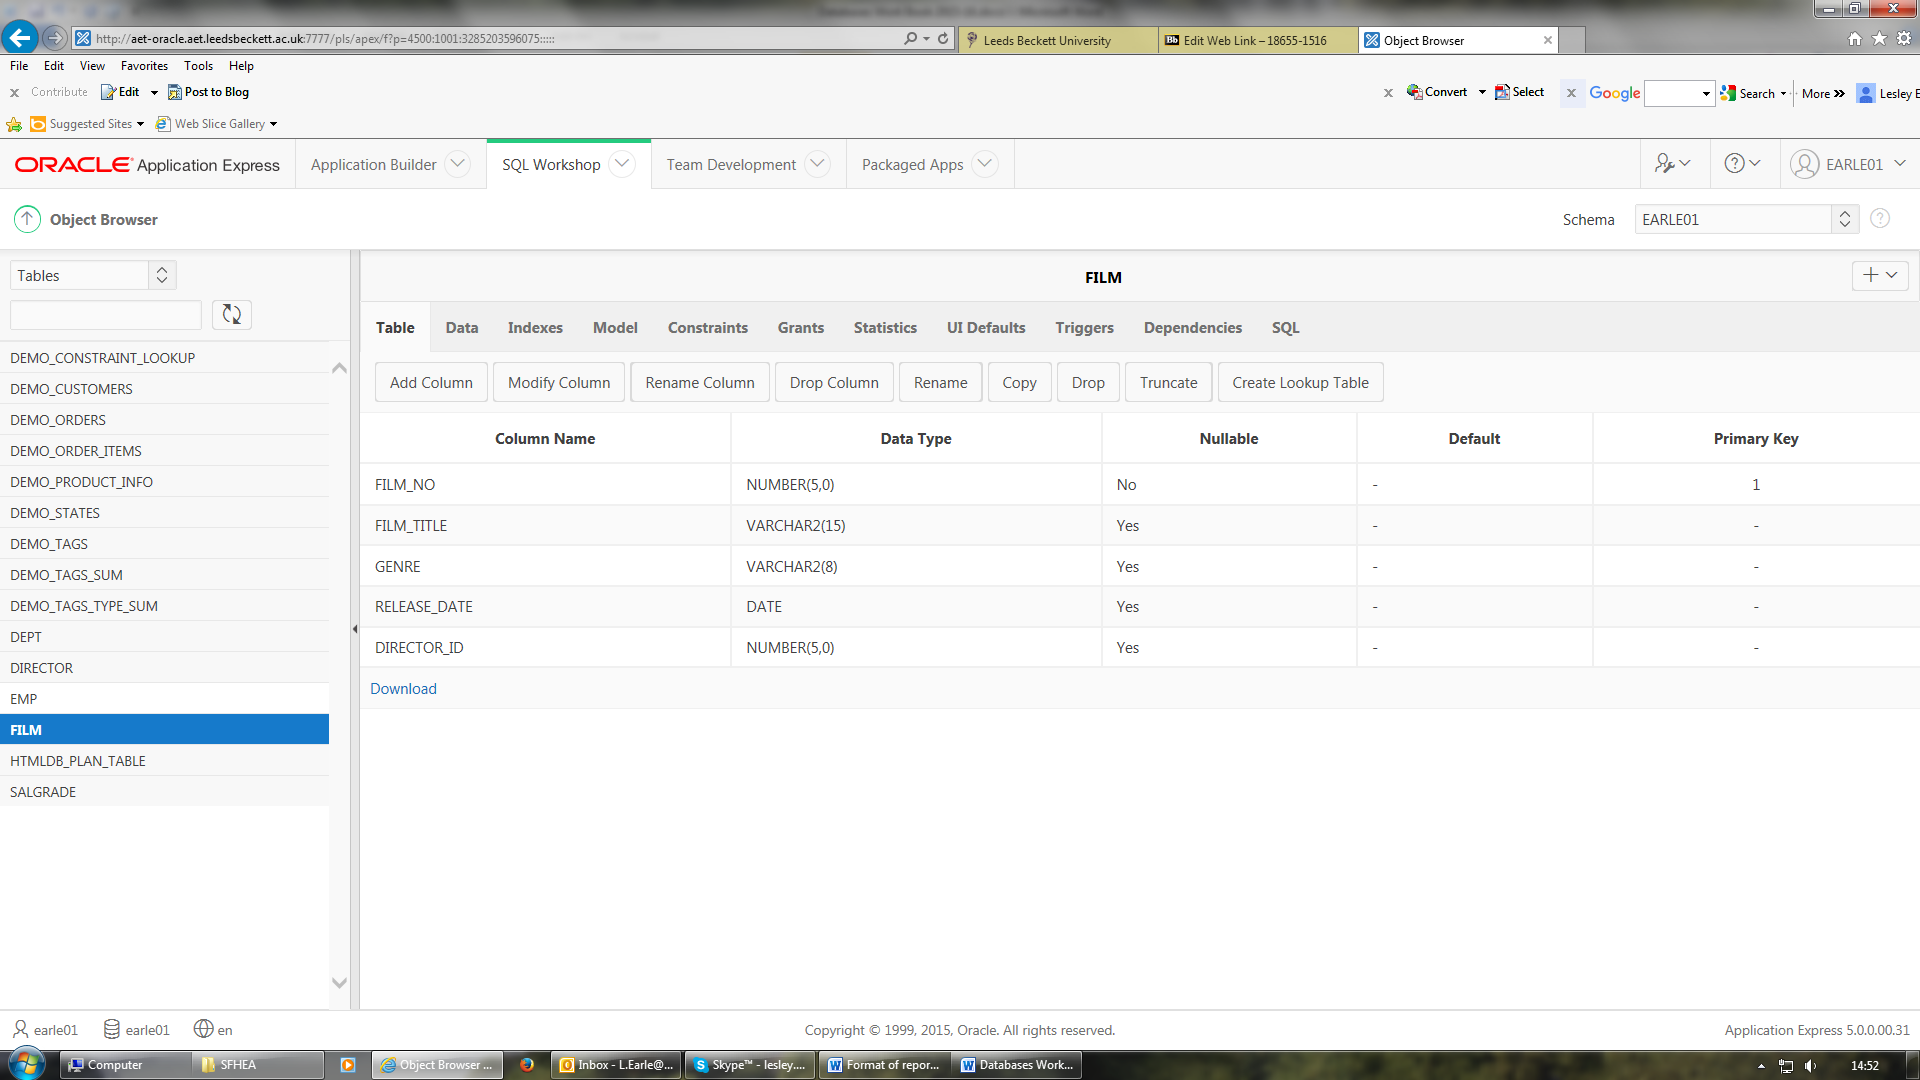 http://aet-oracle.aet.leedsbeckett.ac.uk:7777/pls/apex/f?p=4500:1001:3285203596075:::::
Leeds Beckett University
Bb Edit Web Link – 18655-1516
Object Browser
File Edit View Favorites Tools Help
x Contribute Edit Post to Blog
x Convert Select x Google Search More » Lesley E
Suggested Sites Web Slice Gallery
ORACLE Application Express
Application Builder
SQL Workshop
Team Development
Packaged Apps
EARLE01
Object Browser
Schema EARLE01
Tables
DEMO_CONSTRAINT_LOOKUP
DEMO_CUSTOMERS
DEMO_ORDERS
DEMO_ORDER_ITEMS
DEMO_PRODUCT_INFO
DEMO_STATES
DEMO_TAGS
DEMO_TAGS_SUM
DEMO_TAGS_TYPE_SUM
DEPT
DIRECTOR
EMP
FILM
HTMLDB_PLAN_TABLE
SALGRADE
FILM
Table Data Indexes Model Constraints Grants Statistics UI Defaults Triggers Dependencies SQL
Add Column Modify Column Rename Column Drop Column Rename Copy Drop Truncate Create Lookup Table
Column Name Data Type Nullable Default Primary Key
FILM_NO NUMBER(5,0) No - 1
FILM_TITLE VARCHAR2(15) Yes - -
GENRE VARCHAR2(8) Yes - -
RELEASE_DATE DATE Yes - -
DIRECTOR_ID NUMBER(5,0) Yes - -
Download
earle01 earle01 en
Copyright © 1999, 2015, Oracle. All rights reserved.
Application Express 5.0.0.00.31
Computer SFHEA Object Browser ... Inbox - L.Earle@... Skype™ - lesley.... Format of repor... Databases Work... 14:52